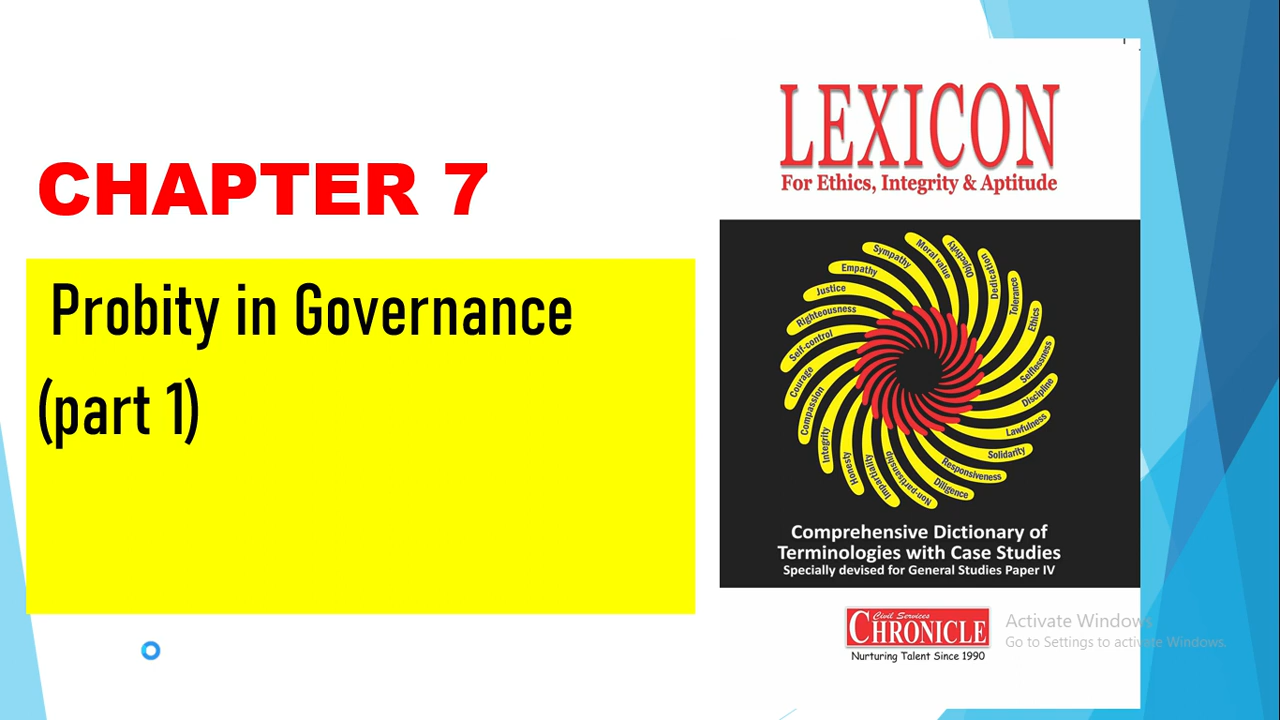 CHAPTER 7
Probity in Governance
(part 1)
LEXICON
For Ethics, Integrity & Aptitude
Moral value
Objectivity
Dedication
Tolerance
Ethics
Selflessness
Discipline
Lawfulness
Solidarity
Responsiveness
Diligence
Non-partisanship
Impartiality
Honesty
Integrity
Compassion
Courage
Self-control
Righteousness
Justice
Empathy
Sympathy
Comprehensive Dictionary of
Terminologies with Case Studies
Specially devised for General Studies Paper IV
Civil Services
CHRONICLE
Nurturing Talent Since 1990
Activate Windows
Go to Settings to activate Windows.